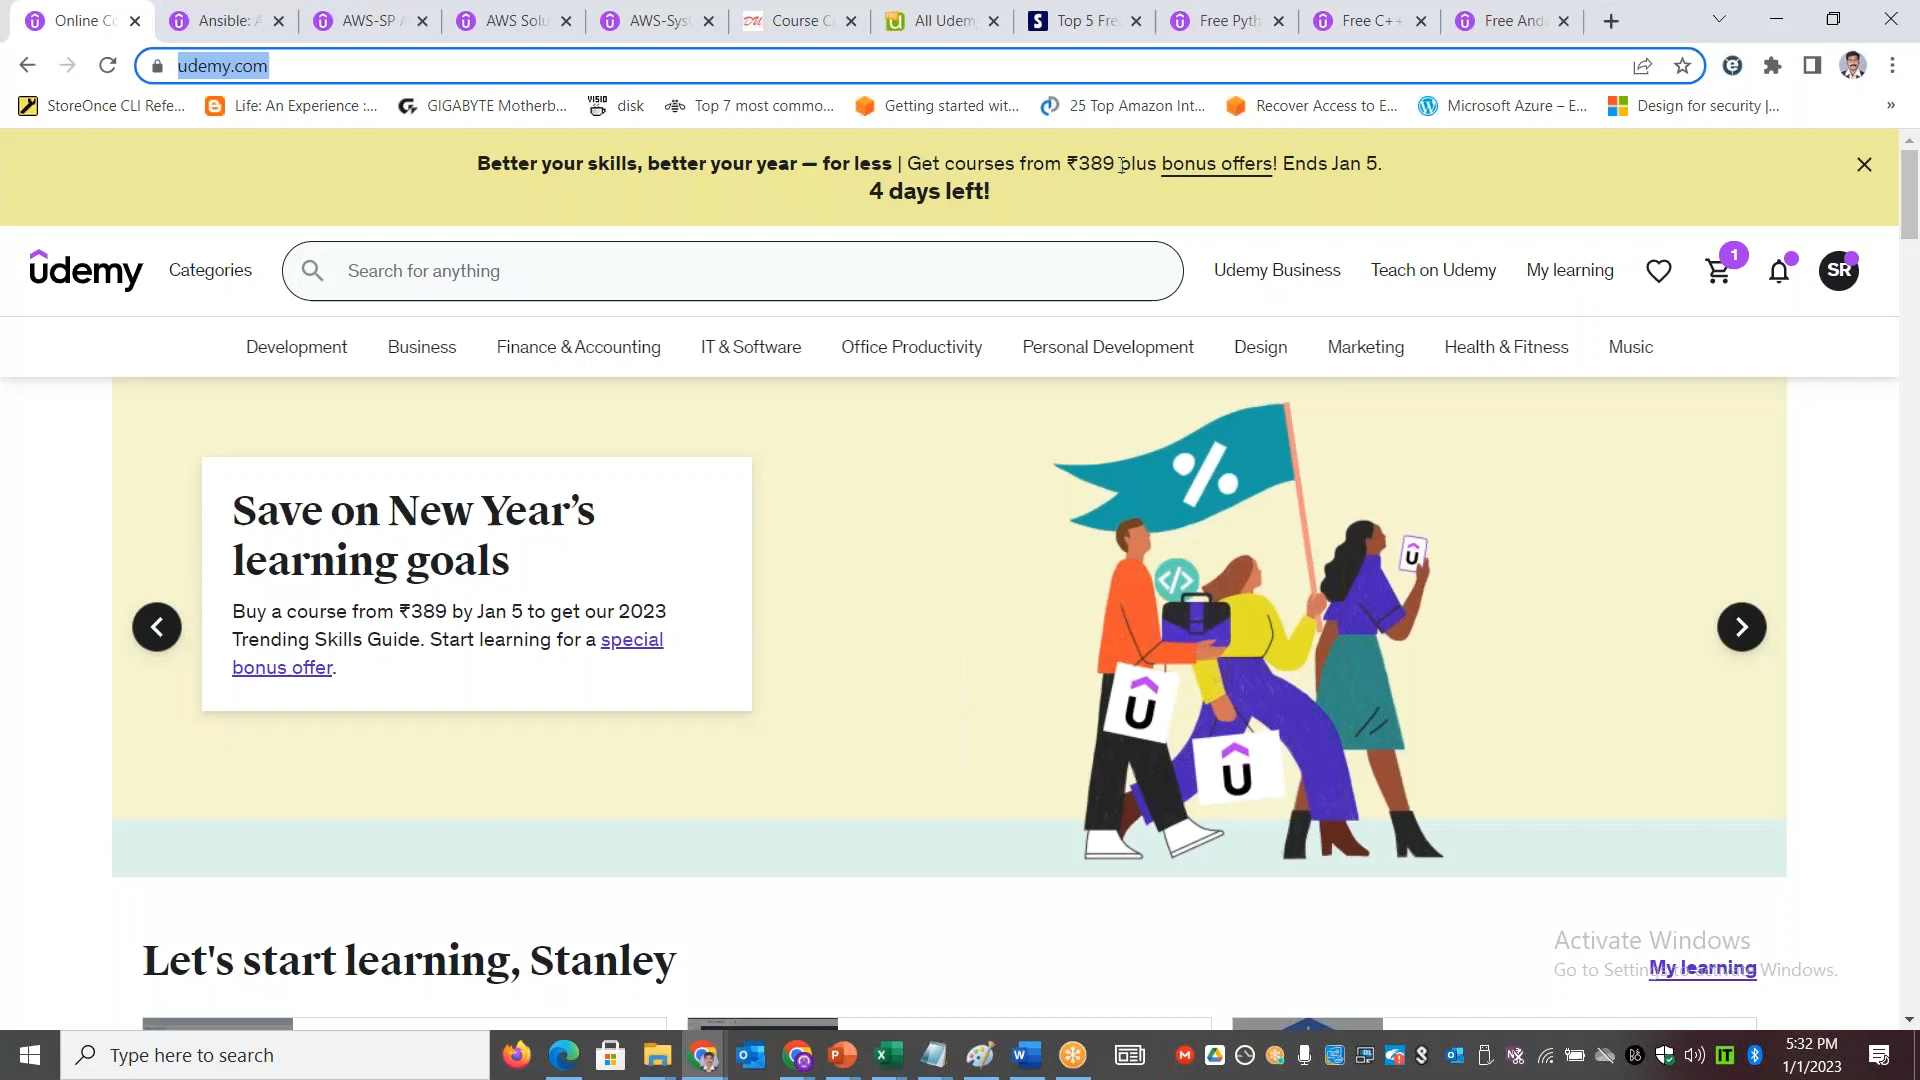 Online Co
Ansible: A
AWS-SP A
AWS Solu
AWS-Syst
DU
Course Ca
All Udemy
Top 5 Fre
Free Pyth
Free C++
Free And
udemy.com
StoreOnce CLI Refe...
Life: An Experience :...
GIGABYTE Motherb...
VISIO
disk
Top 7 most commo...
Getting started wit...
25 Top Amazon Int...
Recover Access to E...
Microsoft Azure – E...
Design for security |...
»
Better your skills, better your year — for less | Get courses from ₹389 plus bonus offers! Ends Jan 5.
4 days left!
udemy
Categories
Search for anything
Udemy Business
Teach on Udemy
My learning
1
SR
Development
Business
Finance & Accounting
IT & Software
Office Productivity
Personal Development
Design
Marketing
Health & Fitness
Music
%
</>
U
U
U
Save on New Year's
learning goals
Buy a course from ₹389 by Jan 5 to get our 2023
Trending Skills Guide. Start learning for a special
bonus offer.
Let's start learning, Stanley
My learning
Activate Windows
Go to Settings to activate Windows.
Type here to search
5:32 PM
1/1/2023